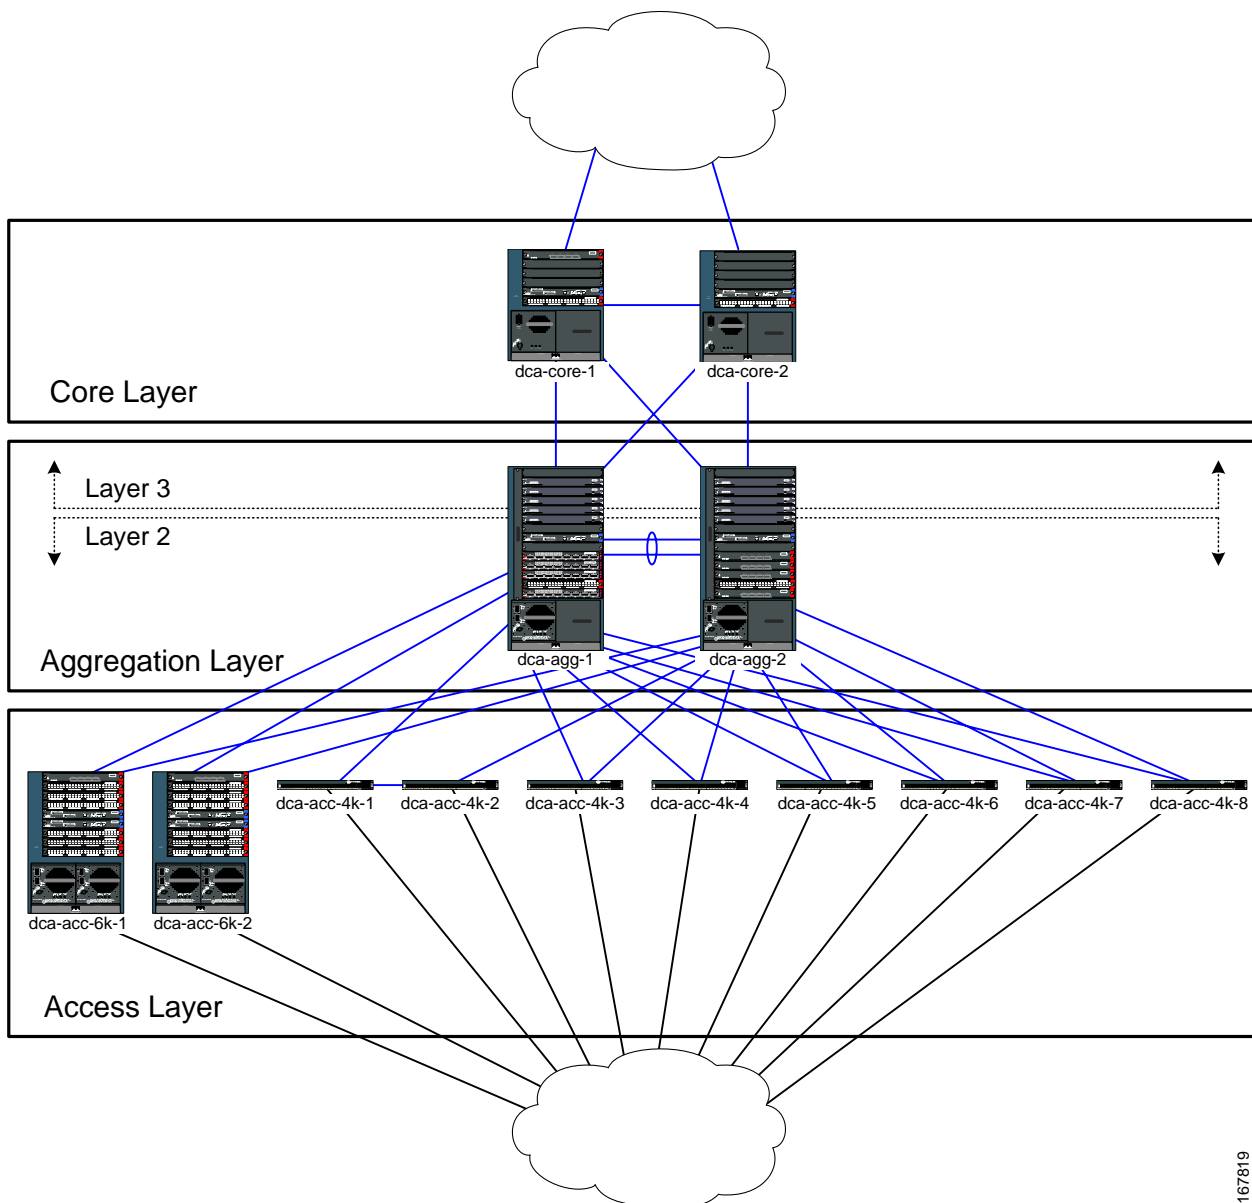 dca-core-1
dca-core-2
Core Layer
Layer 3
Layer 2
dca-agg-1
dca-agg-2
Aggregation Layer
dca-acc-4k-1
dca-acc-4k-2
dca-acc-4k-3
dca-acc-4k-4
dca-acc-4k-5
dca-acc-4k-6
dca-acc-4k-7
dca-acc-4k-8
dca-acc-6k-1
dca-acc-6k-2
Access Layer
167819